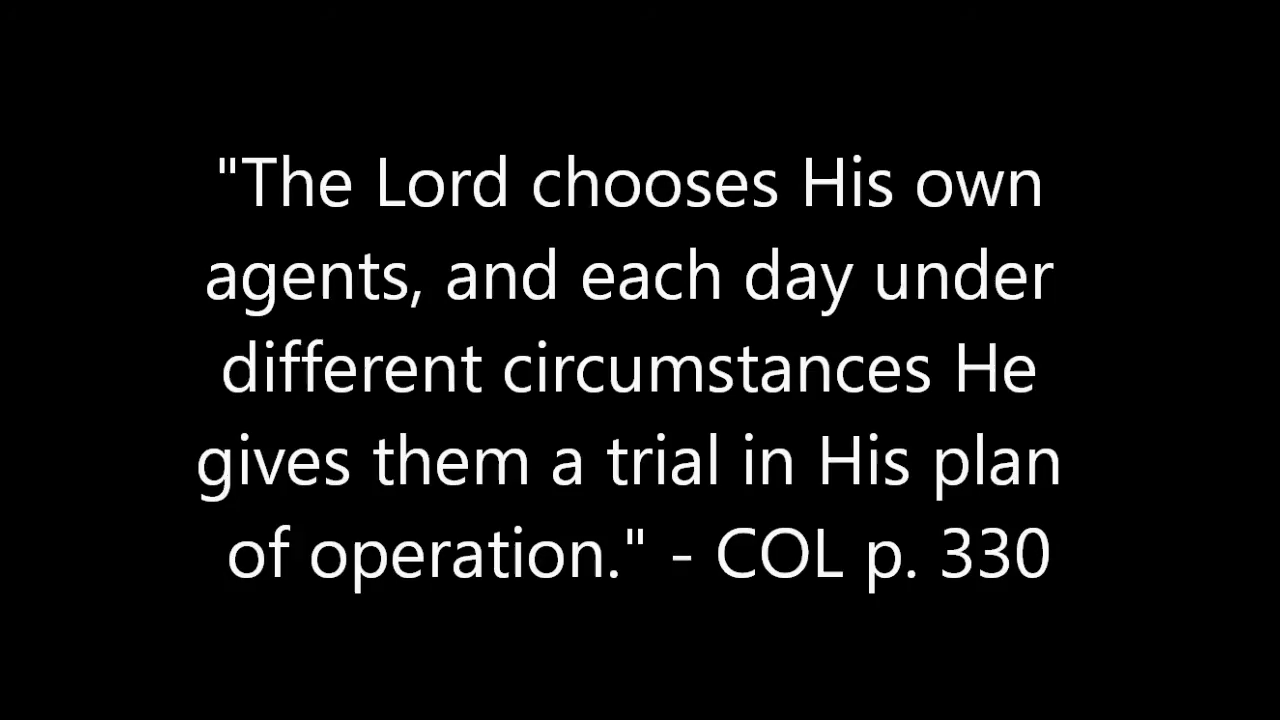 "The Lord chooses His own
agents, and each day under
different circumstances He
gives them a trial in His plan
of operation." - COL p. 330